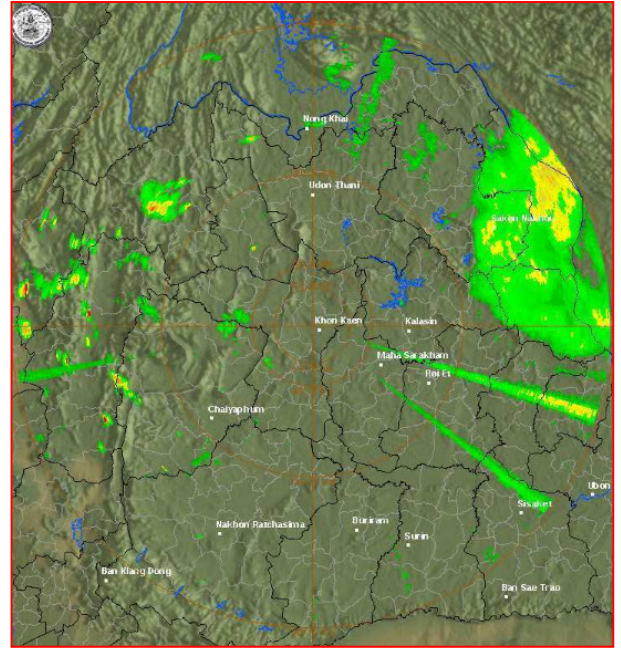 Nong Khai
Udon Thani
Sakon Nakhon
Khon Kaen
Kalasin
Maha Sarakham
Roi Et
Chaiyaphum
Ubon
Sisaket
Nakhon Ratchasima
Buriram
Surin
Ban Klang Dong
Ban Sae Trao